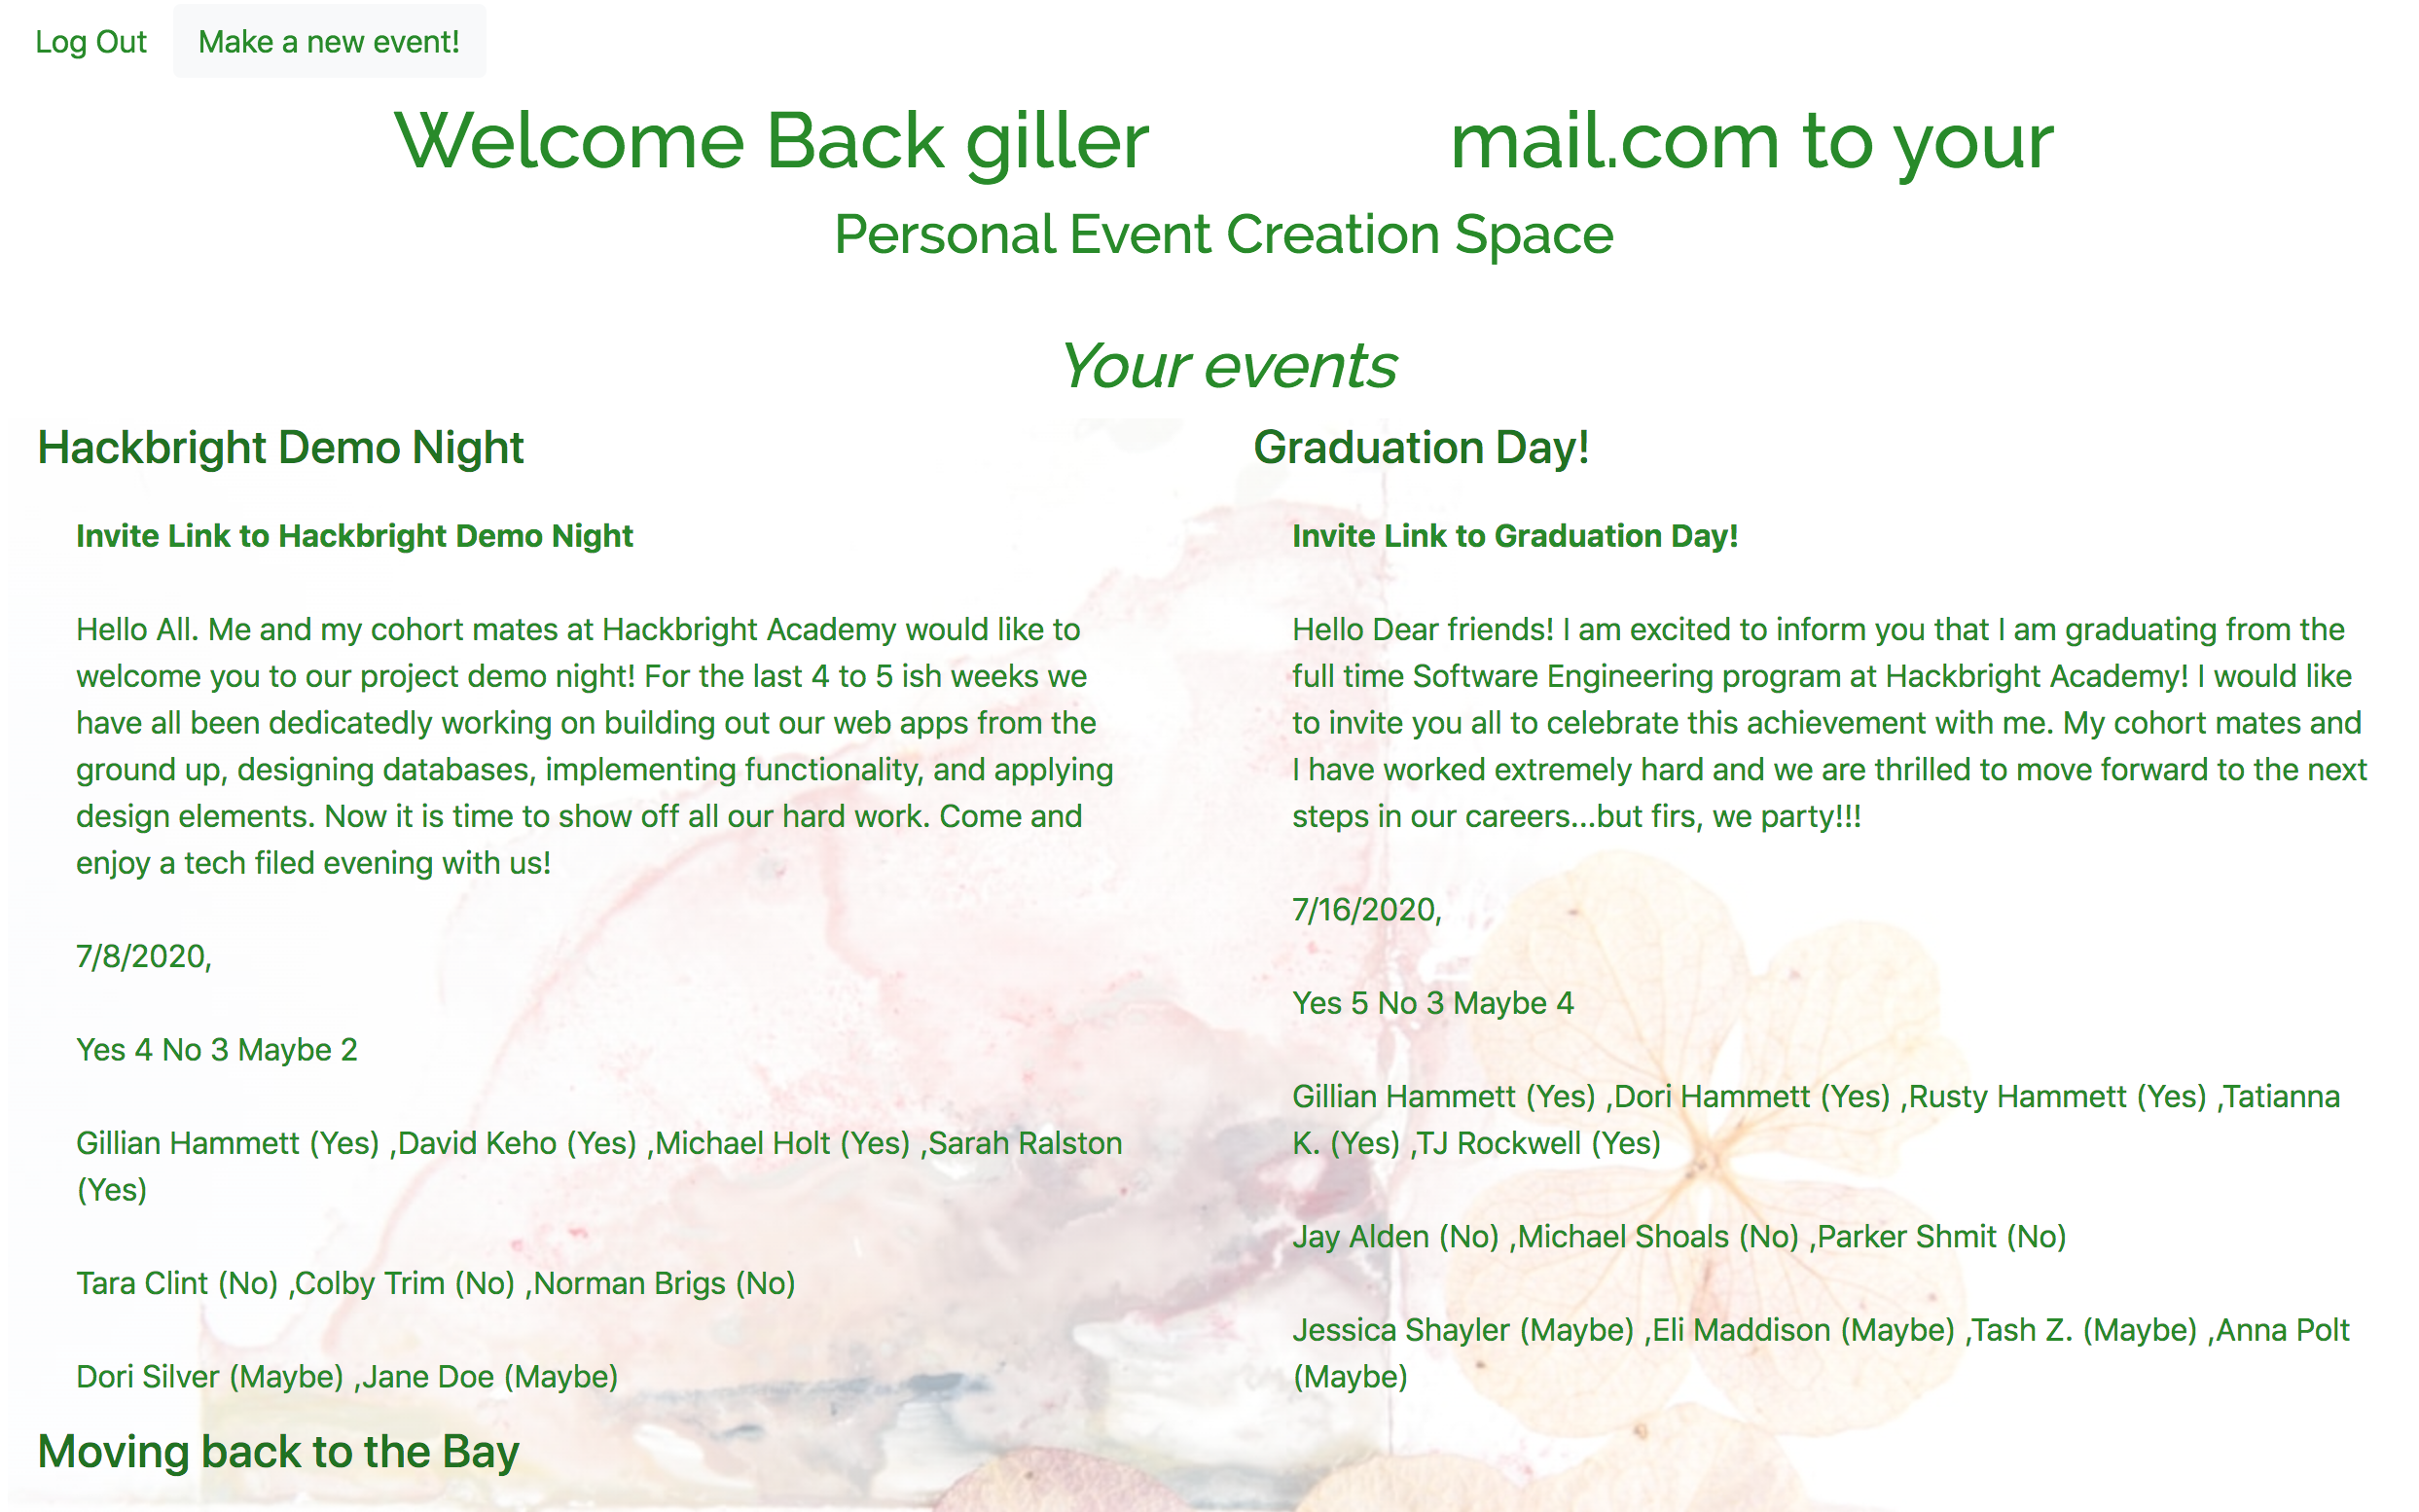 Log Out Make a new event!
Welcome Back giller mail.com to your
Personal Event Creation Space
Your events
Hackbright Demo Night
Invite Link to Hackbright Demo Night
Hello All. Me and my cohort mates at Hackbright Academy would like to
welcome you to our project demo night! For the last 4 to 5 ish weeks we
have all been dedicatedly working on building out our web apps from the
ground up, designing databases, implementing functionality, and applying
design elements. Now it is time to show off all our hard work. Come and
enjoy a tech filed evening with us!
7/8/2020,
Yes 4 No 3 Maybe 2
Gillian Hammett (Yes) ,David Keho (Yes) ,Michael Holt (Yes) ,Sarah Ralston
(Yes)
Tara Clint (No) ,Colby Trim (No) ,Norman Brigs (No)
Dori Silver (Maybe) ,Jane Doe (Maybe)
Graduation Day!
Invite Link to Graduation Day!
Hello Dear friends! I am excited to inform you that I am graduating from the
full time Software Engineering program at Hackbright Academy! I would like
to invite you all to celebrate this achievement with me. My cohort mates and
I have worked extremely hard and we are thrilled to move forward to the next
steps in our careers...but firs, we party!!!
7/16/2020,
Yes 5 No 3 Maybe 4
Gillian Hammett (Yes) ,Dori Hammett (Yes) ,Rusty Hammett (Yes) ,Tatianna
K. (Yes) ,TJ Rockwell (Yes)
Jay Alden (No) ,Michael Shoals (No) ,Parker Shmit (No)
Jessica Shayler (Maybe) ,Eli Maddison (Maybe) ,Tash Z. (Maybe) ,Anna Polt
(Maybe)
Moving back to the Bay